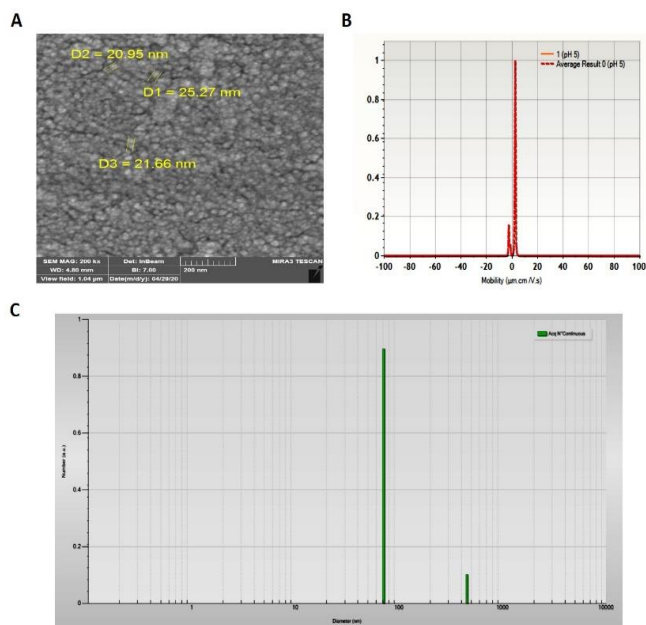 A
D2 = 20.95 nm
D1 = 25.27 nm
D3 = 21.66 nm
SEM MAG: 200 kx
Det: InBeam
MIRA3 TESCAN
WD: 4.80 mm
BI: 7.00
200 nm
View field: 1.04 µm
Date(m/d/y): 04/29/20
B
1 (pH 5)
Average Result 0 (pH 5)
1
0.8
0.6
0.4
0.2
0
-100 -80 -60 -40 -20 0 20 40 60 80 100
Mobility (µm.cm /V.s)
C
Acq N°Continuous
1
0.8
0.6
0.4
0.2
0
Number (a.u.)
1 10 100 1000 10000
Diameter (nm)